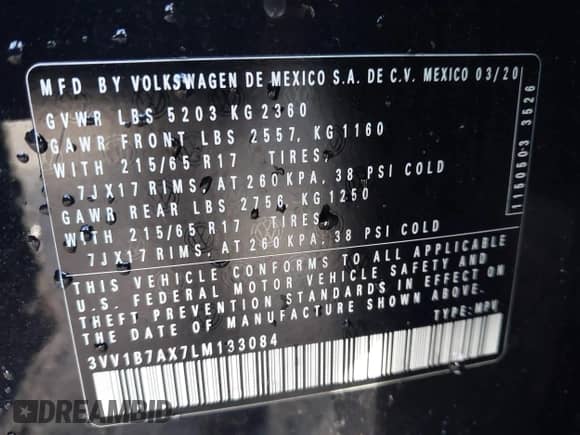 MFD BY VOLKSWAGEN DE MEXICO S.A. DE C.V. MEXICO 03/20
GVWR LBS 5203 KG 2360
GAWR FRONT LBS 2557, KG 1160
WITH 215/65 R17 TIRES,
7JX17 RIMS, AT 260 KPA, 38 PSI COLD
GAWR REAR LBS 2756, KG 1250
WITH 215/65 R17 TIRES,
7JX17 RIMS, AT 260 KPA, 38 PSI COLD
1150503 3526
THIS VEHICLE CONFORMS TO ALL APPLICABLE
U.S. FEDERAL MOTOR VEHICLE SAFETY AND
THEFT PREVENTION STANDARDS IN EFFECT ON
THE DATE OF MANUFACTURE SHOWN ABOVE.
3VV1B7AX7LM133084 TYPE: MPV
DREAMBID